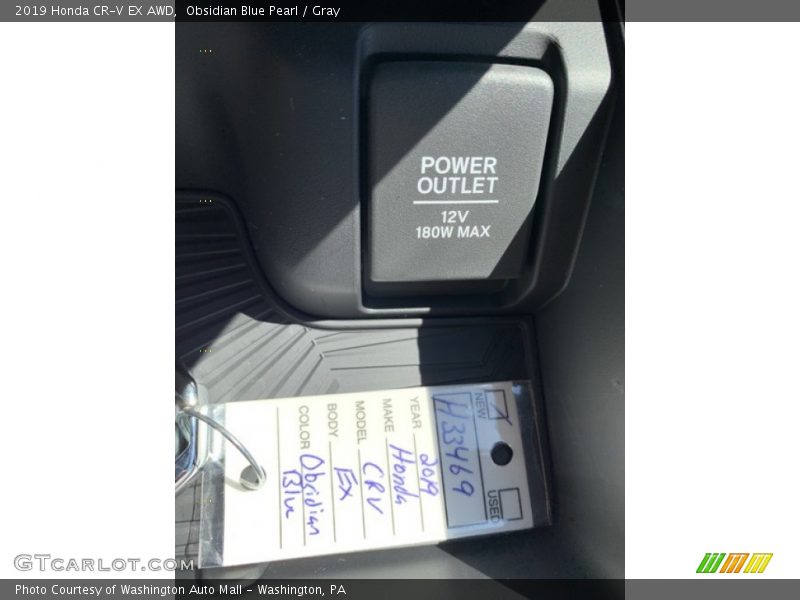 2019 Honda CR-V EX AWD,  Obsidian Blue Pearl / Gray
POWER
OUTLET
12V
180W MAX
NEW USED
H33469
YEAR 2019
MAKE Honda
MODEL CRV
BODY EX
COLOR Obsidian
Blue
GTcarlot.com
Photo Courtesy of Washington Auto Mall - Washington, PA